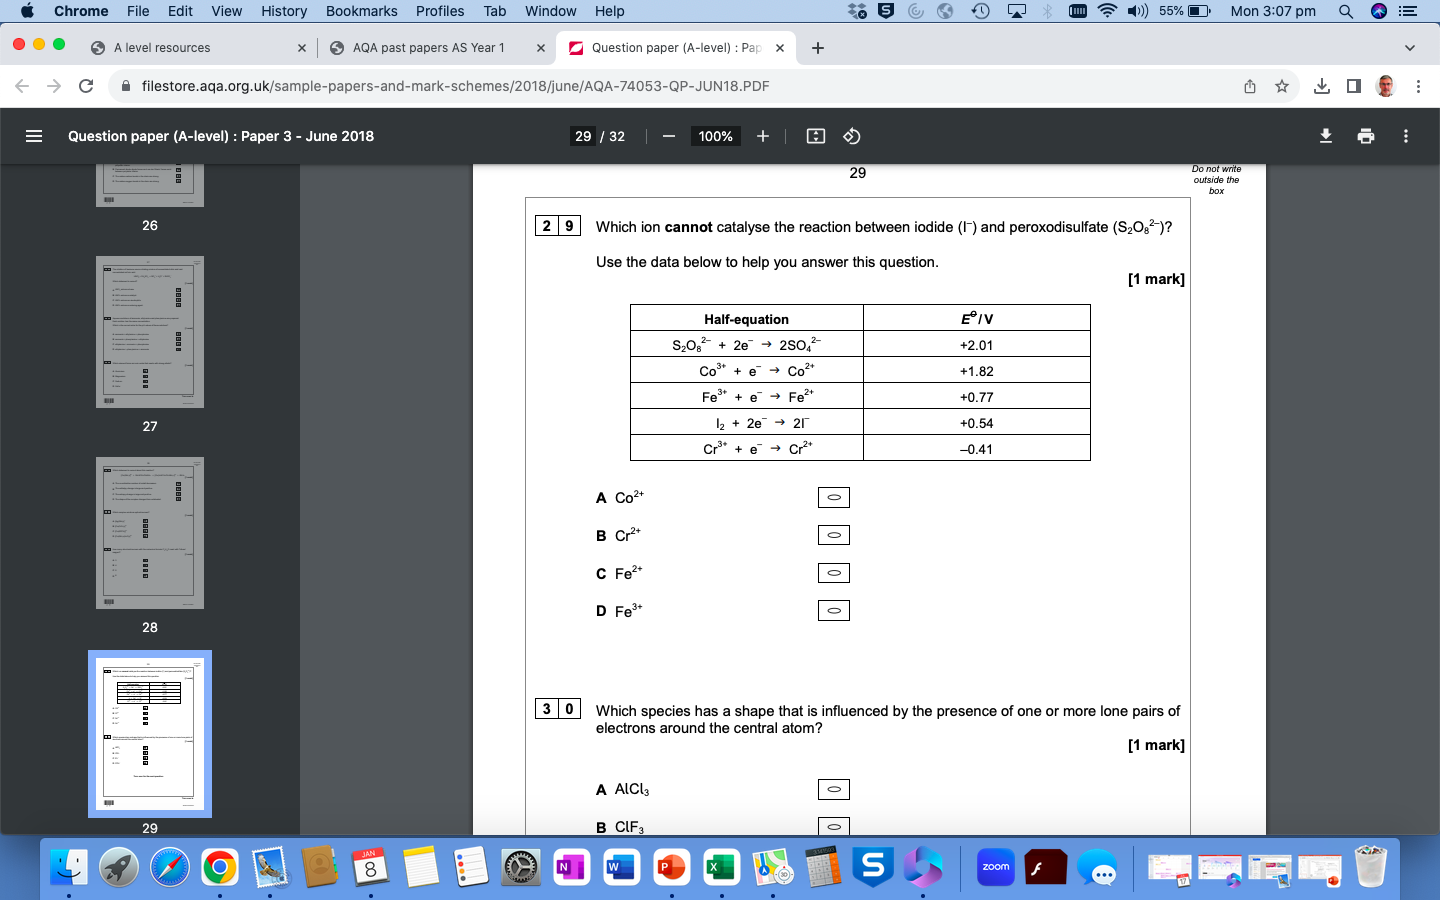 Chrome File Edit View History Bookmarks Profiles Tab Window Help 55% Mon 3:07 pm
A level resources
AQA past papers AS Year 1
Question paper (A-level) : Pap
filestore.aqa.org.uk/sample-papers-and-mark-schemes/2018/june/AQA-74053-QP-JUN18.PDF
Question paper (A-level) : Paper 3 - June 2018
29 / 32
100%
26
27
28
29
29
Do not write
outside the
box
2 9 Which ion cannot catalyse the reaction between iodide (I⁻) and peroxodisulfate (S₂O₈²⁻)?
Use the data below to help you answer this question.
[1 mark]
Half-equation E⦵/ V
S₂O₈²⁻ + 2e⁻ → 2SO₄²⁻ +2.01
Co³⁺ + e⁻ → Co²⁺ +1.82
Fe³⁺ + e⁻ → Fe²⁺ +0.77
I₂ + 2e⁻ → 2I⁻ +0.54
Cr³⁺ + e⁻ → Cr²⁺ –0.41
A Co²⁺
B Cr²⁺
C Fe²⁺
D Fe³⁺
3 0 Which species has a shape that is influenced by the presence of one or more lone pairs of
electrons around the central atom?
[1 mark]
A AlCl₃
B ClF₃
JAN
8
N
W
P
X
3D
S
zoom
f
17